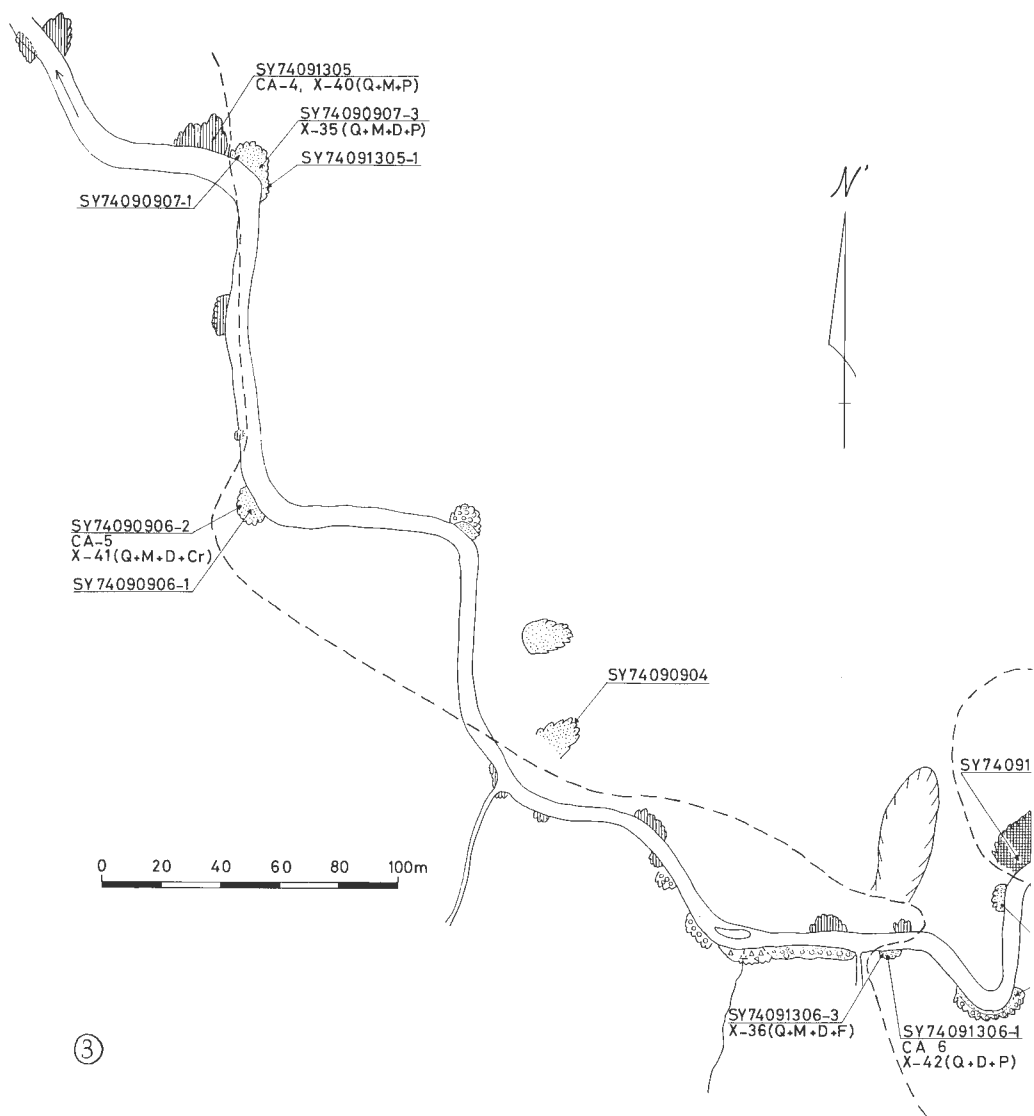 SY74091305
CA-4, X-40(Q+M+P)
SY74090907-3
X-35(Q+M+D+P)
SY74091305-1
SY74090907-1
N'
SY74090906-2
CA-5
X-41(Q+M+D+Cr)
SY74090906-1
SY74090904
SY74091
0 20 40 60 80 100m
SY74091306-3
X-36(Q+M+D+F)
SY74091306-1
CA 6
X-42(Q+D+P)
③